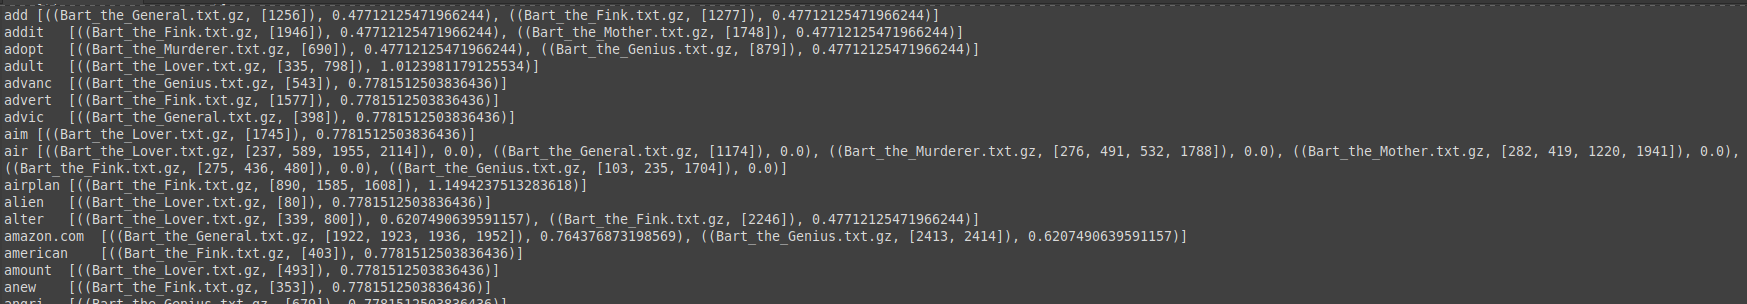 add [((Bart_the_General.txt.gz, [1256]), 0.47712125471966244), ((Bart_the_Fink.txt.gz, [1277]), 0.47712125471966244)]
addit [((Bart_the_Fink.txt.gz, [1946]), 0.47712125471966244), ((Bart_the_Mother.txt.gz, [1748]), 0.47712125471966244)]
adopt [((Bart_the_Murderer.txt.gz, [690]), 0.47712125471966244), ((Bart_the_Genius.txt.gz, [879]), 0.47712125471966244)]
adult [((Bart_the_Lover.txt.gz, [335, 798]), 1.0123981179125534)]
advanc [((Bart_the_Genius.txt.gz, [543]), 0.7781512503836436)]
advert [((Bart_the_Fink.txt.gz, [1577]), 0.7781512503836436)]
advic [((Bart_the_General.txt.gz, [398]), 0.7781512503836436)]
aim [((Bart_the_Lover.txt.gz, [1745]), 0.7781512503836436)]
air [((Bart_the_Lover.txt.gz, [237, 589, 1955, 2114]), 0.0), ((Bart_the_General.txt.gz, [1174]), 0.0), ((Bart_the_Murderer.txt.gz, [276, 491, 532, 1788]), 0.0), ((Bart_the_Mother.txt.gz, [282, 419, 1220, 1941]), 0.0),
((Bart_the_Fink.txt.gz, [275, 436, 480]), 0.0), ((Bart_the_Genius.txt.gz, [103, 235, 1704]), 0.0)]
airplan [((Bart_the_Fink.txt.gz, [890, 1585, 1608]), 1.1494237513283618)]
alien [((Bart_the_Lover.txt.gz, [80]), 0.7781512503836436)]
alter [((Bart_the_Lover.txt.gz, [339, 800]), 0.6207490639591157), ((Bart_the_Fink.txt.gz, [2246]), 0.47712125471966244)]
amazon.com [((Bart_the_General.txt.gz, [1922, 1923, 1936, 1952]), 0.764376873198569), ((Bart_the_Genius.txt.gz, [2413, 2414]), 0.6207490639591157)]
american [((Bart_the_Fink.txt.gz, [403]), 0.7781512503836436)]
amount [((Bart_the_Lover.txt.gz, [493]), 0.7781512503836436)]
anew [((Bart_the_Fink.txt.gz, [353]), 0.7781512503836436)]
angri [((Bart_the_Genius.txt.gz, [679]), 0.7781512503836436)]